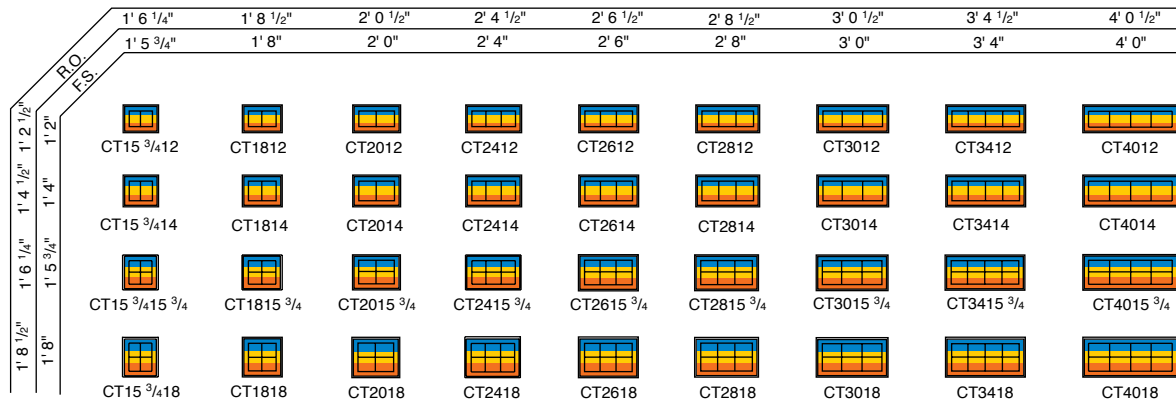 1' 6 1/4" 1' 8 1/2" 2' 0 1/2" 2' 4 1/2" 2' 6 1/2" 2' 8 1/2" 3' 0 1/2" 3' 4 1/2" 4' 0 1/2"
R.O.
1' 5 3/4" 1' 8" 2' 0" 2' 4" 2' 6" 2' 8" 3' 0" 3' 4" 4' 0"
F.S.
1' 2 1/2" 1' 2"
CT15 3/412 CT1812 CT2012 CT2412 CT2612 CT2812 CT3012 CT3412 CT4012
1' 4 1/2" 1' 4"
CT15 3/414 CT1814 CT2014 CT2414 CT2614 CT2814 CT3014 CT3414 CT4014
1' 6 1/4" 1' 5 3/4"
CT15 3/415 3/4 CT1815 3/4 CT2015 3/4 CT2415 3/4 CT2615 3/4 CT2815 3/4 CT3015 3/4 CT3415 3/4 CT4015 3/4
1' 8 1/2" 1' 8"
CT15 3/418 CT1818 CT2018 CT2418 CT2618 CT2818 CT3018 CT3418 CT4018